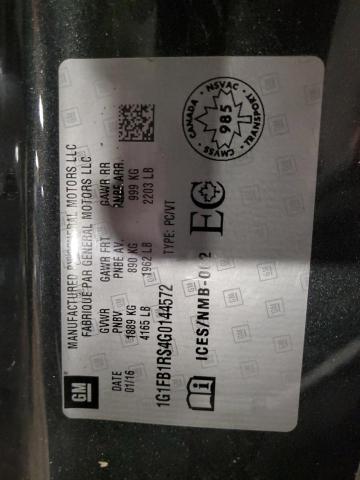 GM
MANUFACTURED BY GENERAL MOTORS LLC
FABRIQUÉ PAR GENERAL MOTORS LLC
DATE GVWR GAWR FRT GAWR RR
01/16 PNBV PNBE AV. PNBE ARR.
1889 KG 890 KG 999 KG
4165 LB 1962 LB 2203 LB
1G1FB1RS4G0144572 TYPE: PC/VT
ICES/NMB-002
CANADA · NSVAC · TRANSPORT · CMVSS
985